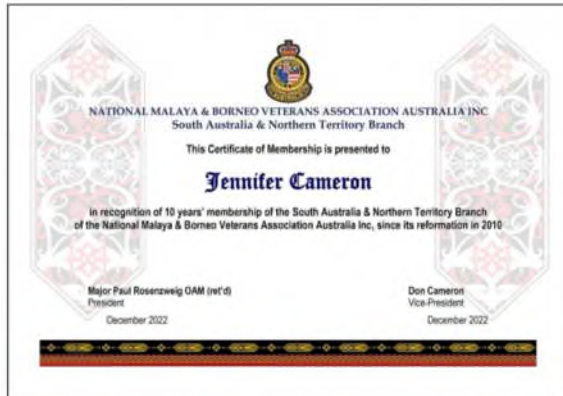 NATIONAL MALAYA & BORNEO VETERANS ASSOCIATION AUSTRALIA INC
South Australia & Northern Territory Branch
This Certificate of Membership is presented to
Jennifer Cameron
in recognition of 10 years' membership of the South Australia & Northern Territory Branch
of the National Malaya & Borneo Veterans Association Australia Inc, since its reformation in 2010
Major Paul Rosenzweig OAM (ret'd)
President
December 2022
Don Cameron
Vice-President
December 2022